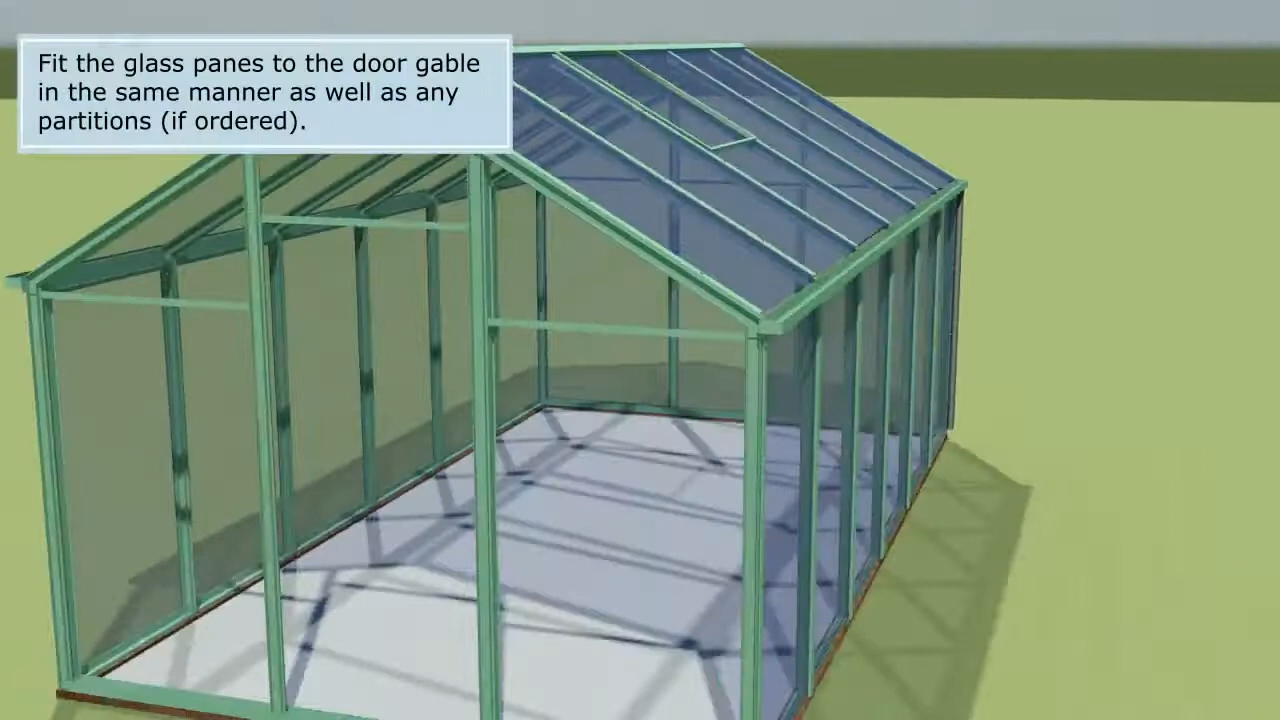 Fit the glass panes to the door gable
in the same manner as well as any
partitions (if ordered).